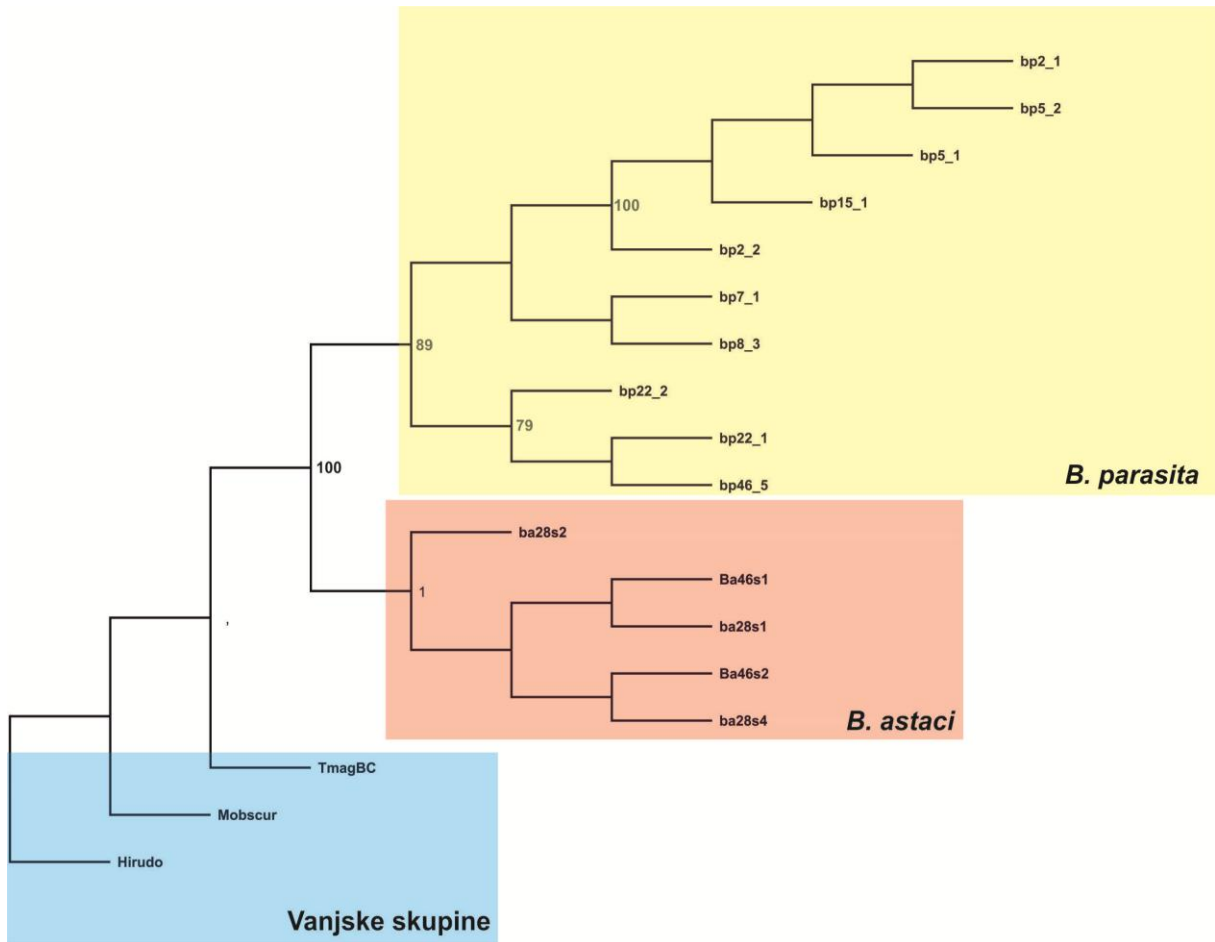 bp2_1
bp5_2
bp5_1
bp15_1
100
bp2_2
bp7_1
89
bp8_3
bp22_2
79
bp22_1
100
bp46_5
B. parasita
ba28s2
Ba46s1
1
ba28s1
,
Ba46s2
ba28s4
B. astaci
TmagBC
Mobscur
Hirudo
Vanjske skupine